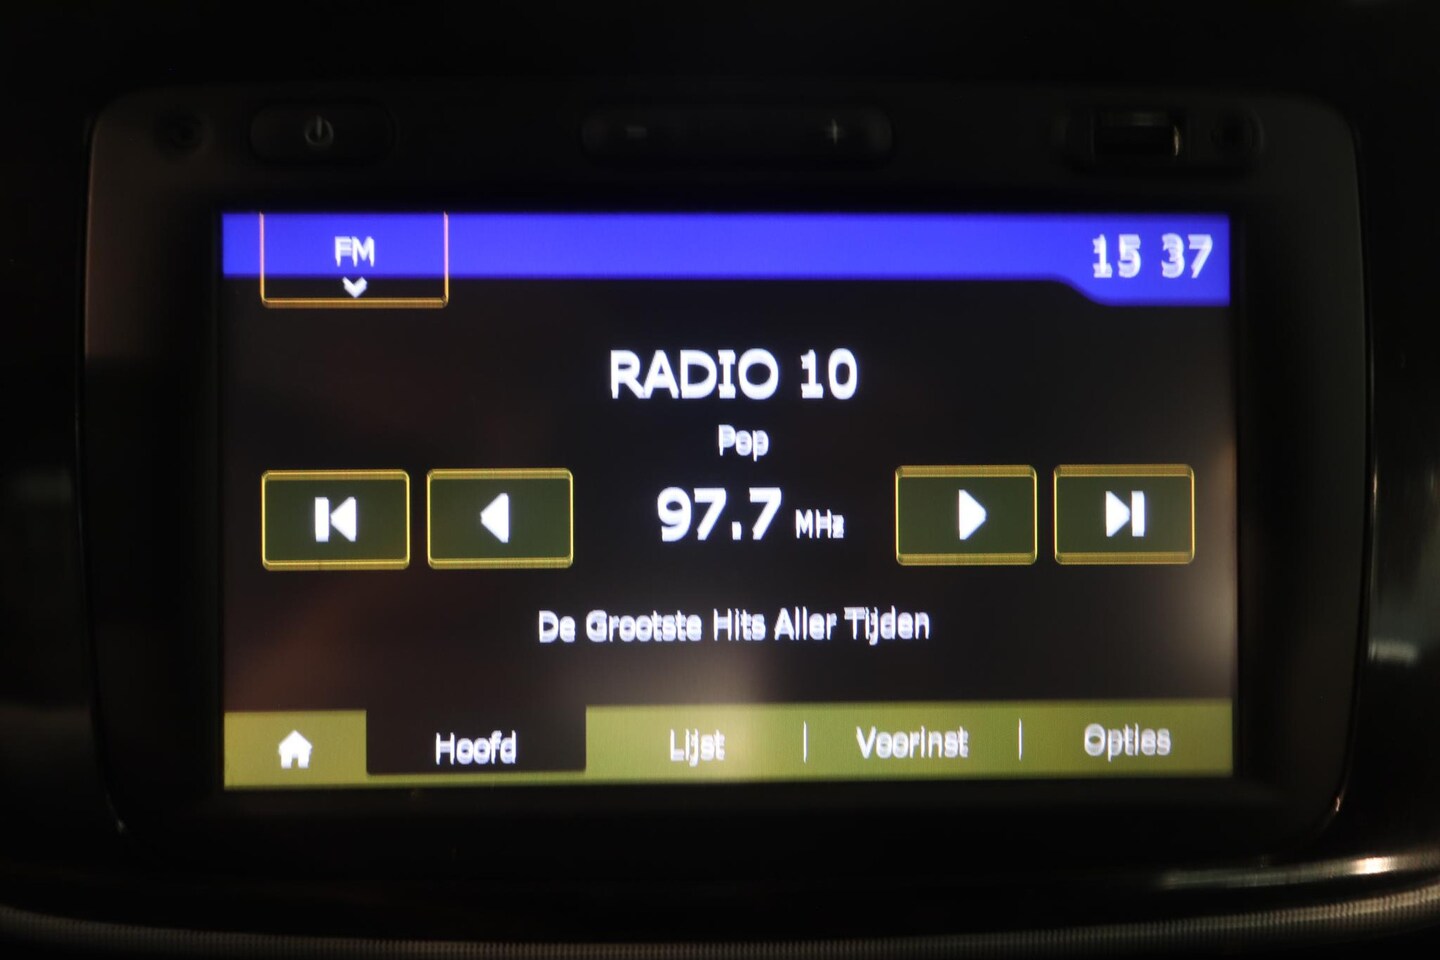 FM
15 37
RADIO 10
Pop
97.7 MHz
De Grootste Hits Aller Tijden
Hoofd Lijst Voorinst Opties